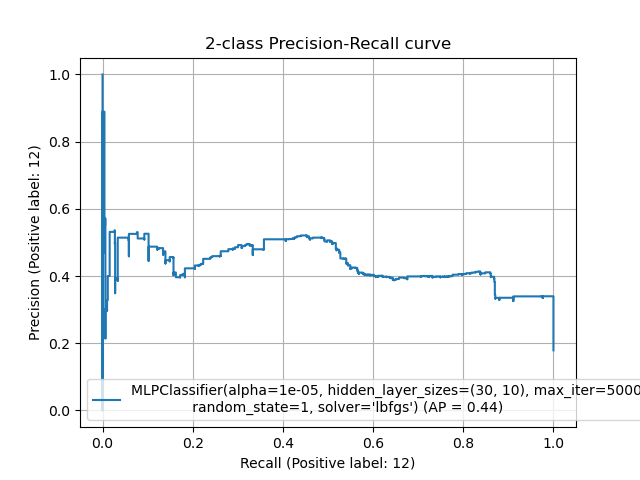 2-class Precision-Recall curve
1.0
0.8
0.6
0.4
0.2
0.0
Precision (Positive label: 12)
MLPClassifier(alpha=1e-05, hidden_layer_sizes=(30, 10), max_iter=5000
random_state=1, solver='lbfgs') (AP = 0.44)
0.0 0.2 0.4 0.6 0.8 1.0
Recall (Positive label: 12)